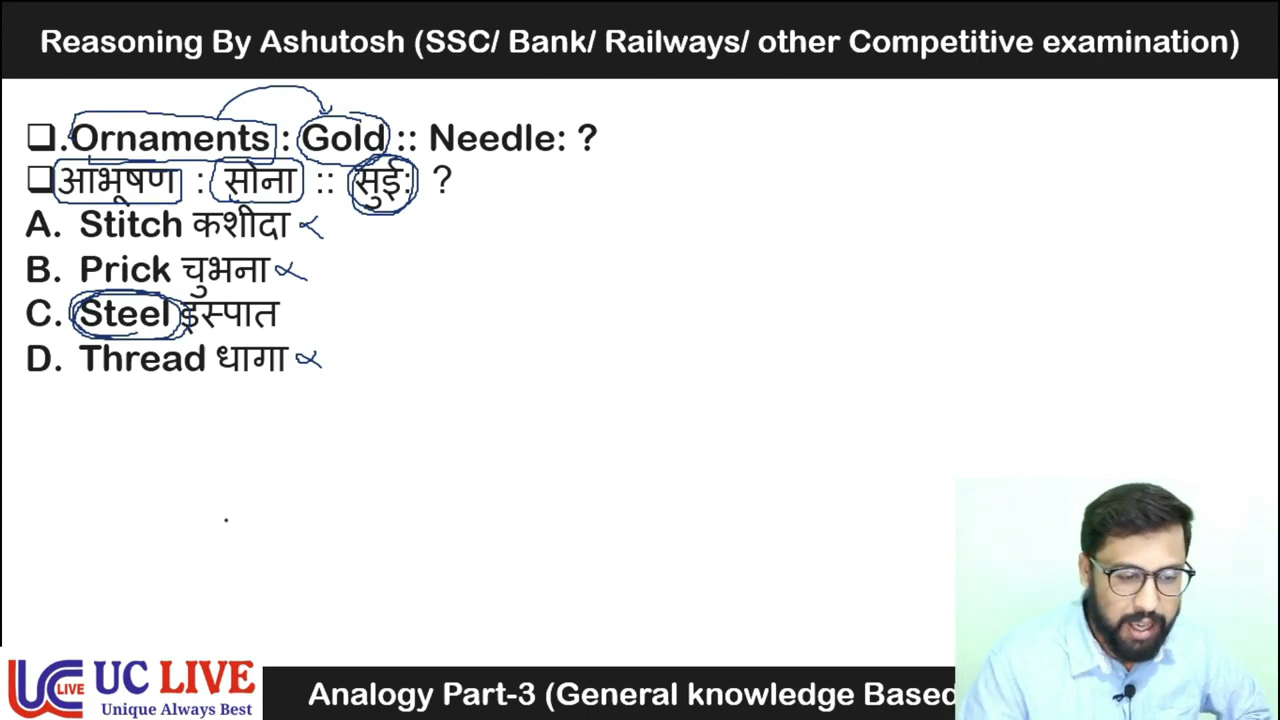 Reasoning By Ashutosh (SSC/ Bank/ Railways/ other Competitive examination)
❑.Ornaments : Gold :: Needle: ?
❑आभूषण : सोना :: सुई: ?
A. Stitch कशीदा
B. Prick चुभना
C. Steel इस्पात
D. Thread धागा
UC LIVE
LIVE
Unique Always Best
Analogy Part-3 (General knowledge Based